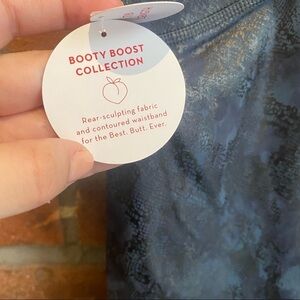 BOOTY BOOST
COLLECTION
Rear-sculpting fabric
and contoured waistband
for the Best. Butt. Ever.